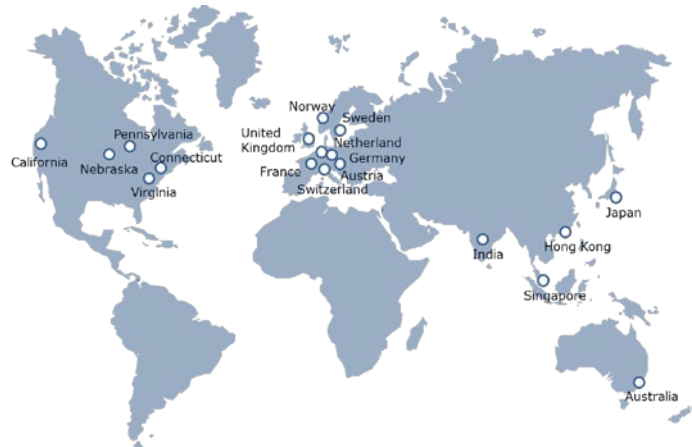 Norway
Sweden
United
Kingdom
Netherland
Germany
France
Austria
Switzerland
Pennsylvania
California
Nebraska
Connecticut
Virginia
Japan
India
Hong Kong
Singapore
Australia